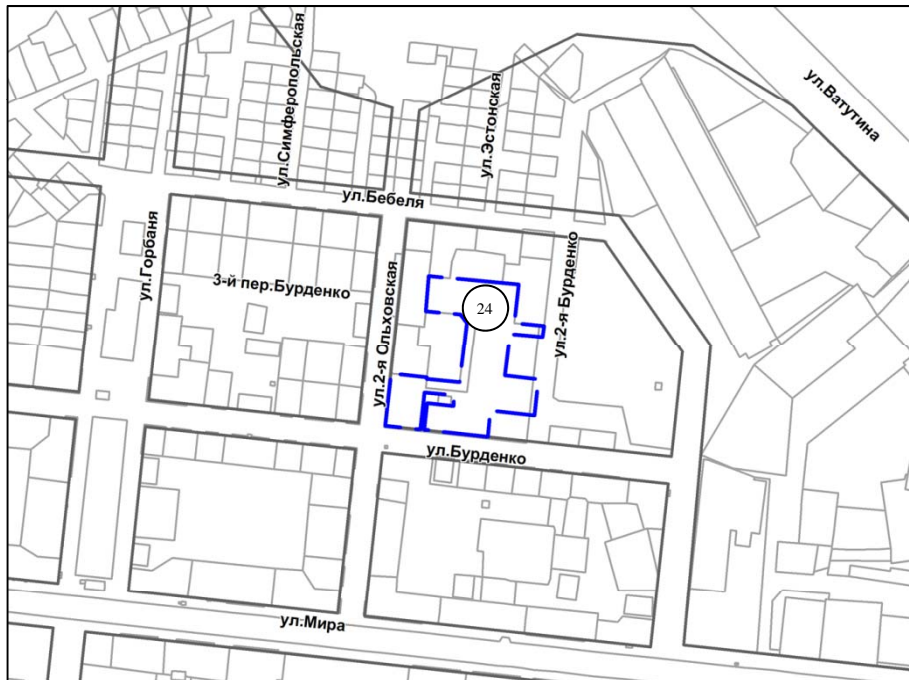 ул.Симферопольская
ул.Эстонская
ул.Ватутина
ул.Бебеля
ул.Горбаня
3-й пер.Бурденко
ул.2-я Ольховская
24
ул.2-я Бурденко
ул.Бурденко
ул.Мира